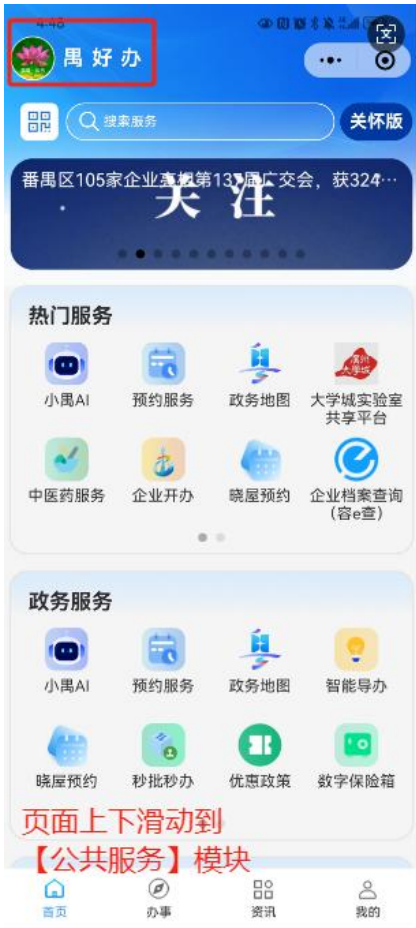 4:48
禺好办
搜索服务
关怀版
番禺区105家企业亮相第137届广交会，获324…
关注
热门服务
小禺AI 预约服务 政务地图 大学城实验室共享平台
中医药服务 企业开办 晓屋预约 企业档案查询（容e查）
政务服务
小禺AI 预约服务 政务地图 智能导办
晓屋预约 秒批秒办 优惠政策 数字保险箱
页面上下滑动到
【公共服务】模块
首页 办事 资讯 我的